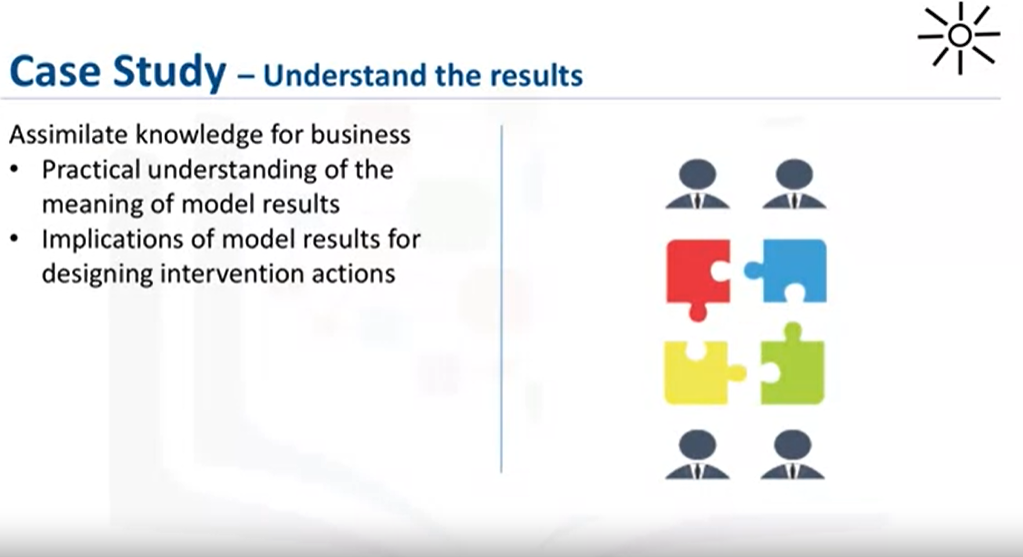 Case Study – Understand the results
Assimilate knowledge for business
• Practical understanding of the
meaning of model results
• Implications of model results for
designing intervention actions